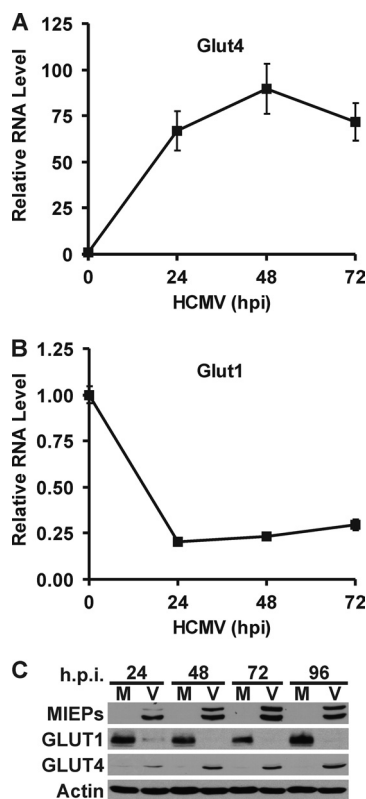 A
Glut4
Relative RNA Level
125
100
75
50
25
0
0 24 48 72
HCMV (hpi)
B
Glut1
Relative RNA Level
1.25
1.00
0.75
0.50
0.25
0.00
0 24 48 72
HCMV (hpi)
C
h.p.i. 24 48 72 96
M V M V M V M V
MIEPs
GLUT1
GLUT4
Actin